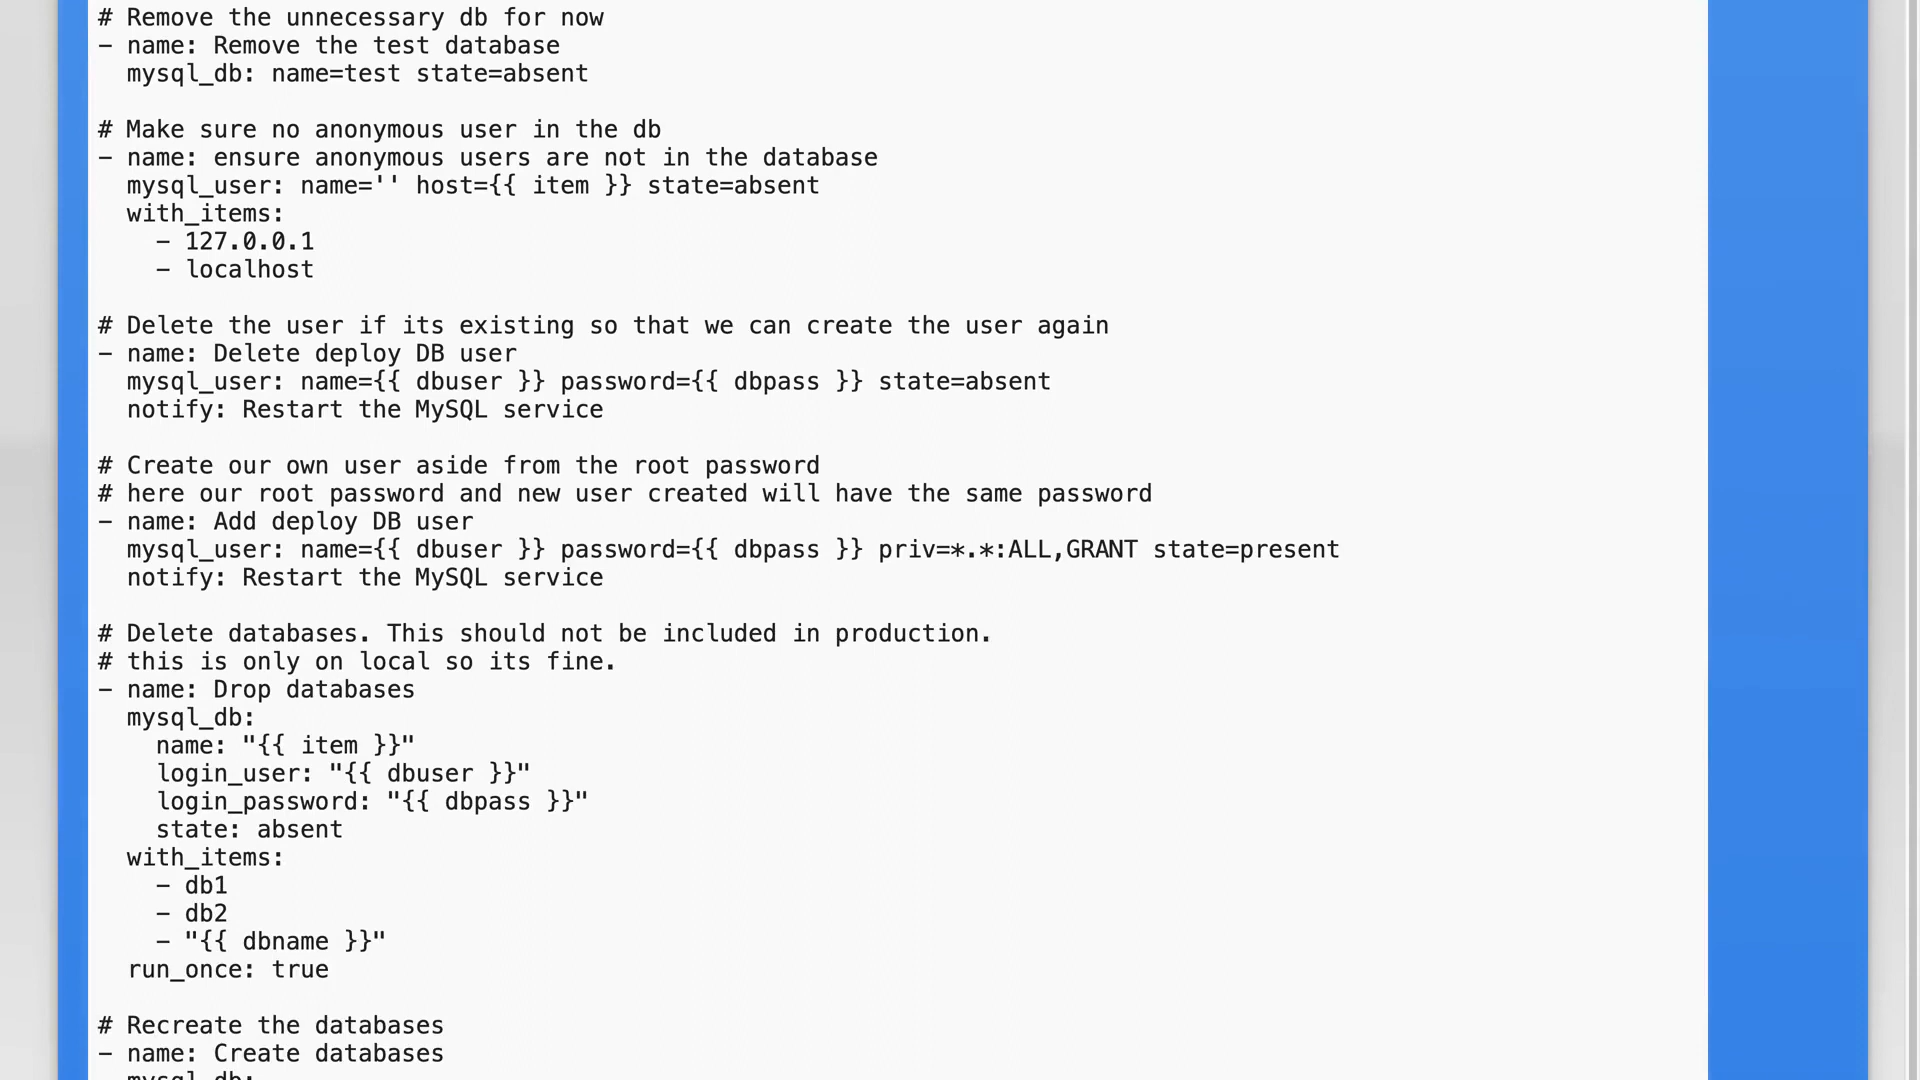 # Remove the unnecessary db for now
- name: Remove the test database
  mysql_db: name=test state=absent

# Make sure no anonymous user in the db
- name: ensure anonymous users are not in the database
  mysql_user: name='' host={{ item }} state=absent
  with_items:
    - 127.0.0.1
    - localhost

# Delete the user if its existing so that we can create the user again
- name: Delete deploy DB user
  mysql_user: name={{ dbuser }} password={{ dbpass }} state=absent
  notify: Restart the MySQL service

# Create our own user aside from the root password
# here our root password and new user created will have the same password
- name: Add deploy DB user
  mysql_user: name={{ dbuser }} password={{ dbpass }} priv=*.*:ALL,GRANT state=present
  notify: Restart the MySQL service

# Delete databases. This should not be included in production.
# this is only on local so its fine.
- name: Drop databases
  mysql_db:
    name: "{{ item }}"
    login_user: "{{ dbuser }}"
    login_password: "{{ dbpass }}"
    state: absent
  with_items:
    - db1
    - db2
    - "{{ dbname }}"
  run_once: true

# Recreate the databases
- name: Create databases
  mysql_db: